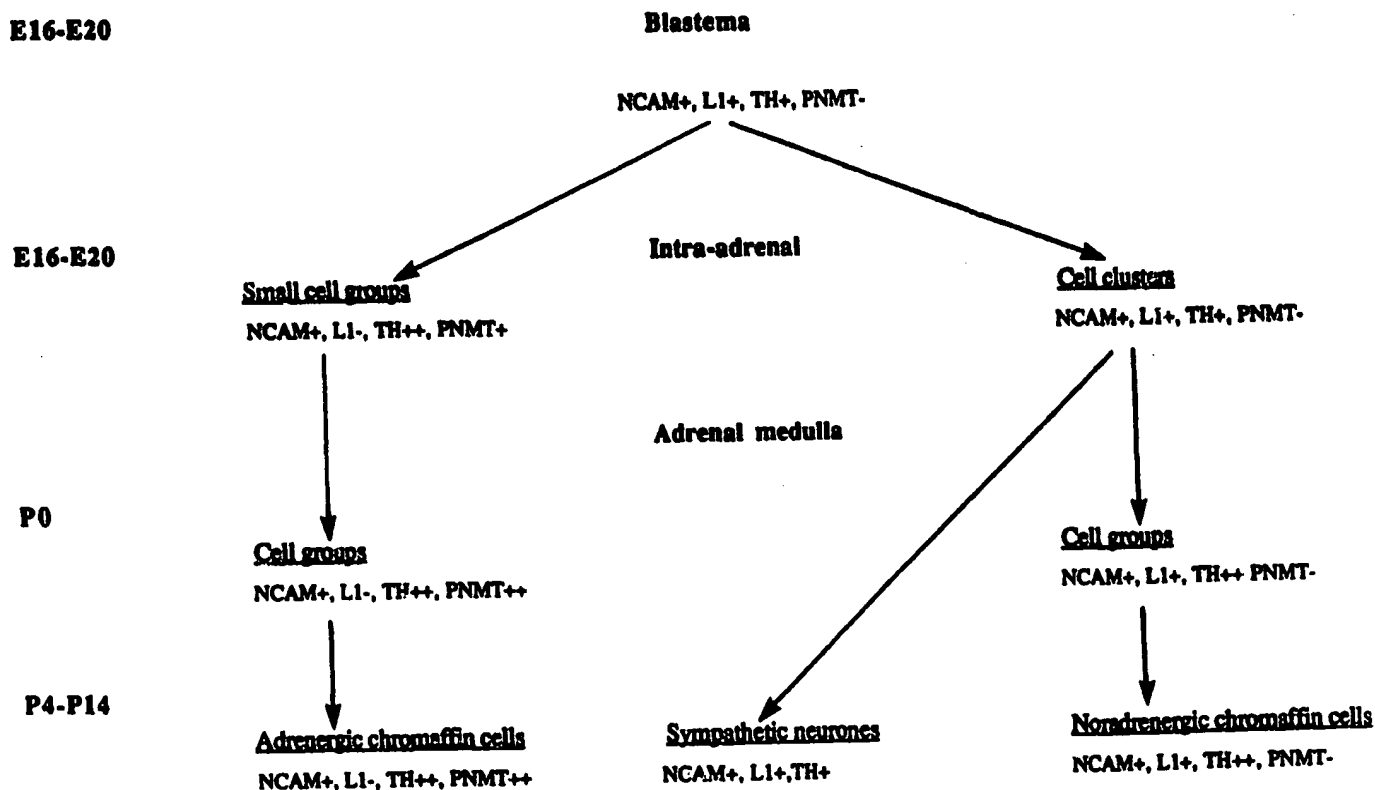 E16-E20
Blastema
NCAM+, L1+, TH+, PNMT-
E16-E20
Intra-adrenal
Small cell groups
NCAM+, L1-, TH++, PNMT+
Cell clusters
NCAM+, L1+, TH+, PNMT-
Adrenal medulla
P0
Cell groups
NCAM+, L1-, TH++, PNMT++
Cell groups
NCAM+, L1+, TH++ PNMT-
P4-P14
Adrenergic chromaffin cells
NCAM+, L1-, TH++, PNMT++
Sympathetic neurones
NCAM+, L1+,TH+
Noradrenergic chromaffin cells
NCAM+, L1+, TH++, PNMT-